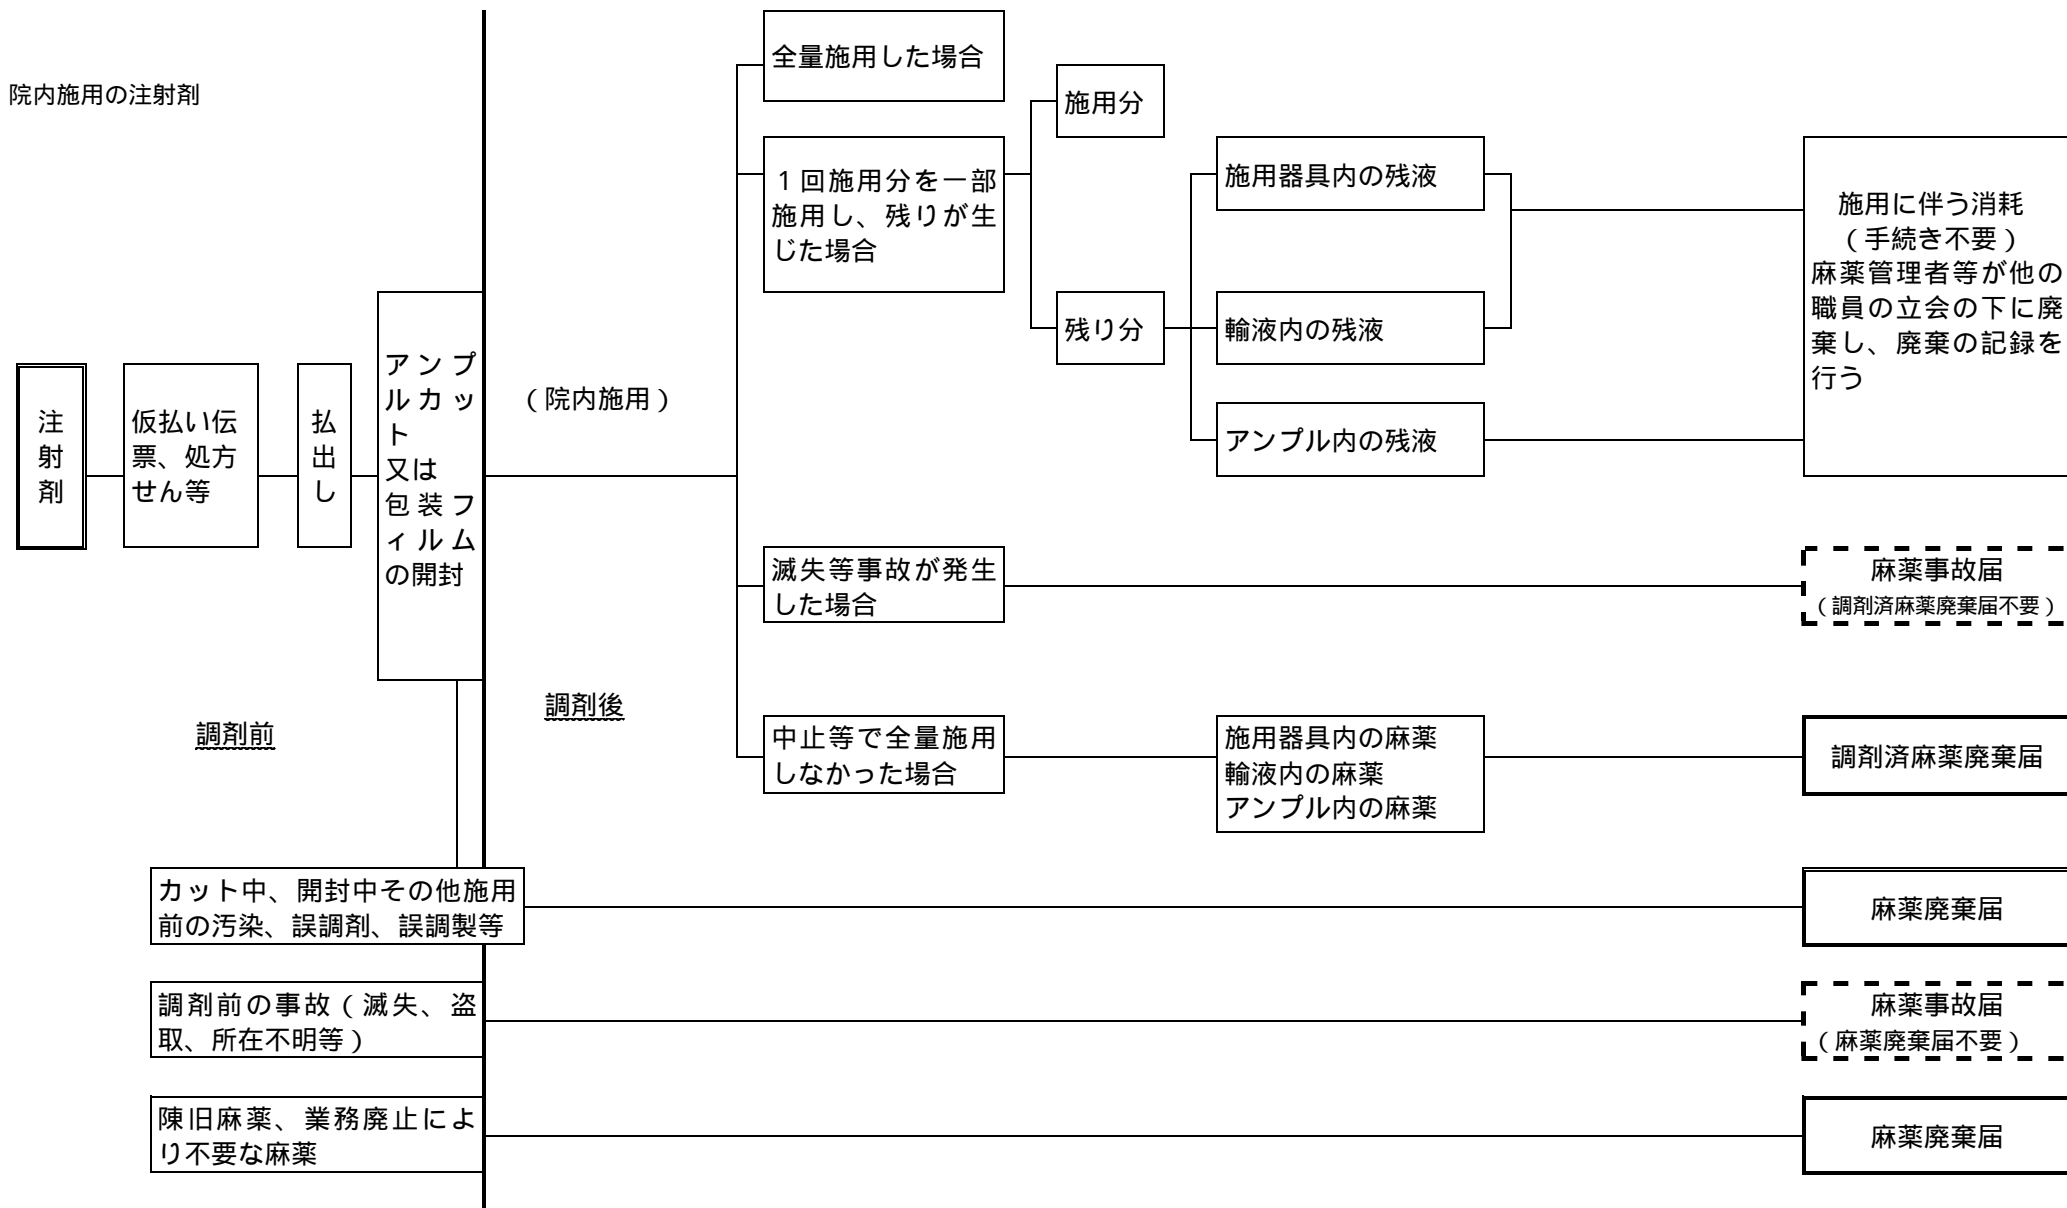 院内施用の注射剤
注
射
剤
仮払い伝
票、処方
せん等
払
出
し
アンプ
ルカッ
ト
又は
包装フ
ィルム
の開封
(院内施用)
調剤前
調剤後
全量施用した場合
1回施用分を一部
施用し、残りが生
じた場合
施用分
残り分
施用器具内の残液
輸液内の残液
アンプル内の残液
施用に伴う消耗
(手続き不要)
麻薬管理者等が他の
職員の立会の下に廃
棄し、廃棄の記録を
行う
滅失等事故が発生
した場合
麻薬事故届
(調剤済麻薬廃棄届不要)
中止等で全量施用
しなかった場合
施用器具内の麻薬
輸液内の麻薬
アンプル内の麻薬
調剤済麻薬廃棄届
カット中、開封中その他施用
前の汚染、誤調剤、誤調製等
麻薬廃棄届
調剤前の事故(滅失、盗
取、所在不明等)
麻薬事故届
(麻薬廃棄届不要)
陳旧麻薬、業務廃止によ
り不要な麻薬
麻薬廃棄届